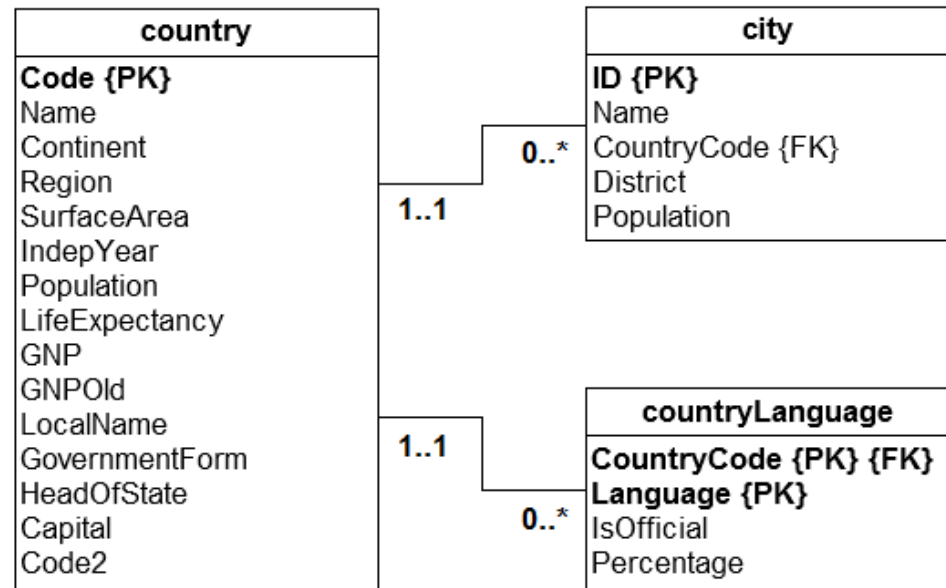 country
Code {PK}
Name
Continent
Region
SurfaceArea
IndepYear
Population
LifeExpectancy
GNP
GNPOld
LocalName
GovernmentForm
HeadOfState
Capital
Code2
1..1
0..*
1..1
0..*
city
ID {PK}
Name
CountryCode {FK}
District
Population
countryLanguage
CountryCode {PK} {FK}
Language {PK}
IsOfficial
Percentage